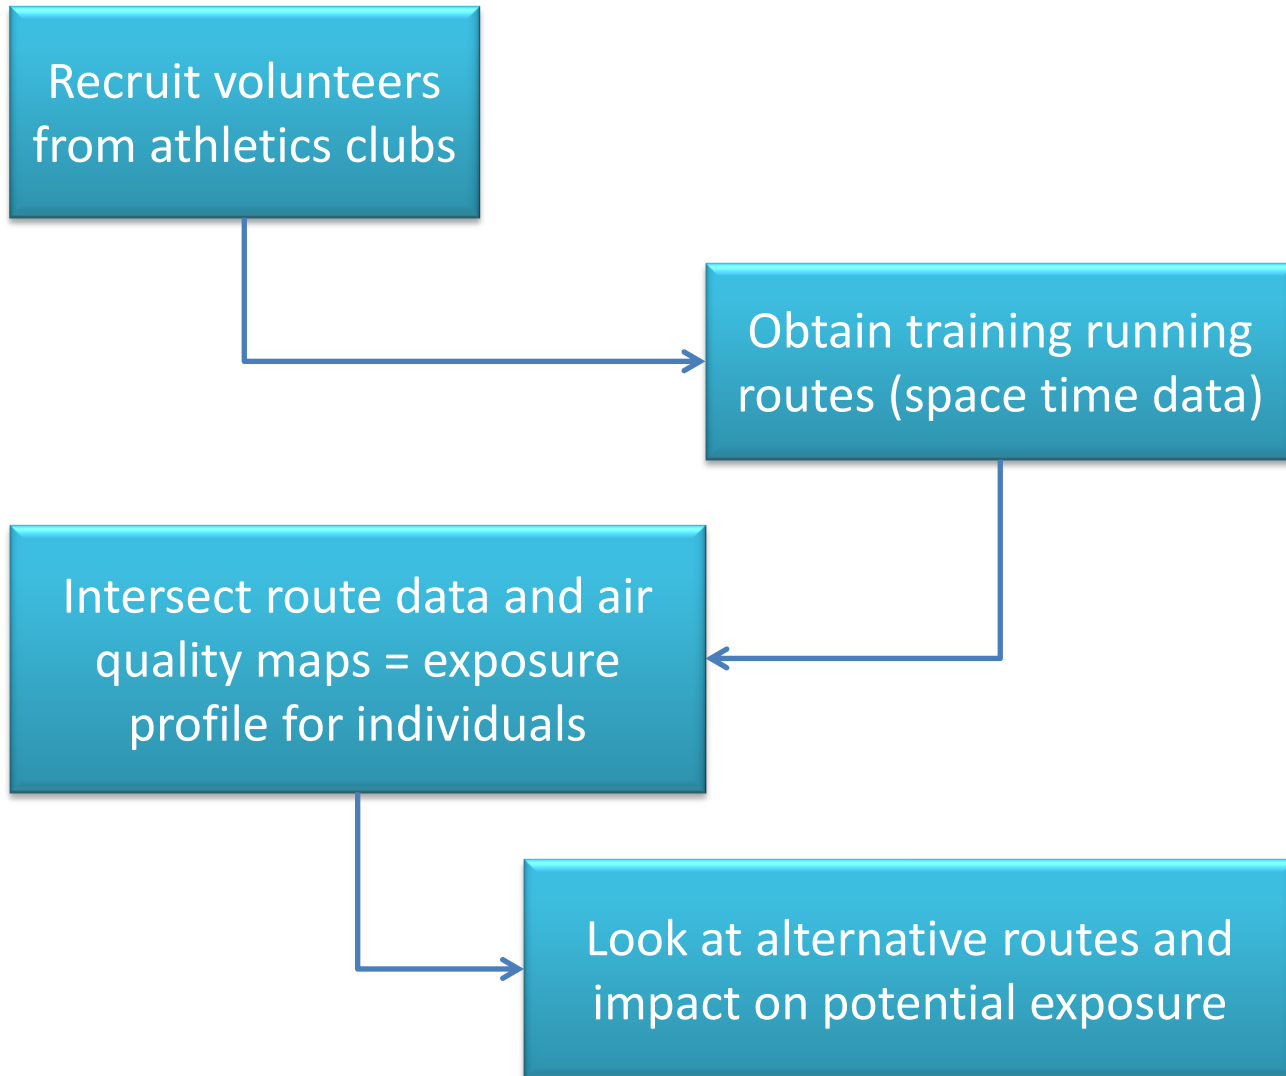 Recruit volunteers
from athletics clubs
Obtain training running
routes (space time data)
Intersect route data and air
quality maps = exposure
profile for individuals
Look at alternative routes and
impact on potential exposure